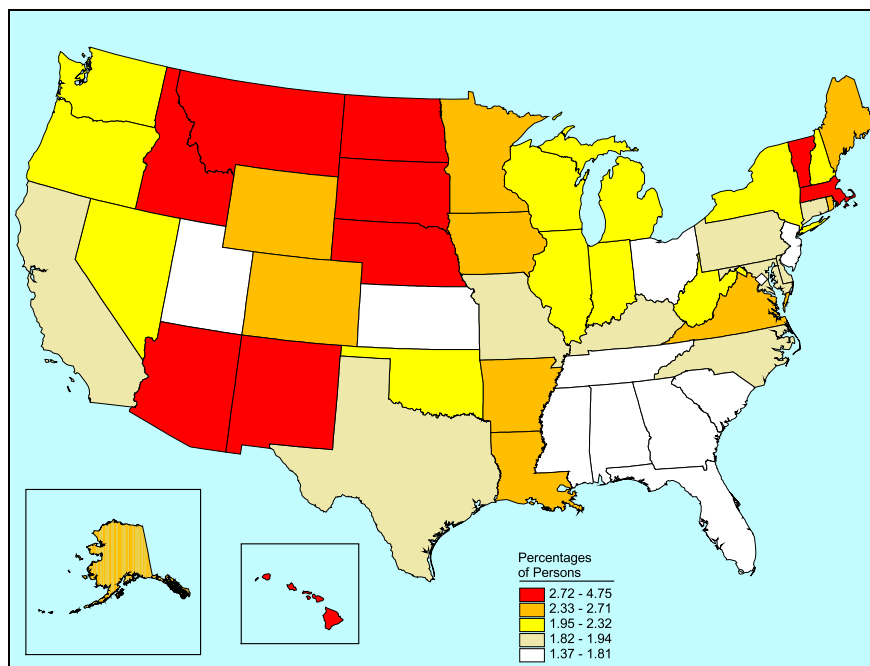 Percentages
of Persons
2.72 - 4.75
2.33 - 2.71
1.95 - 2.32
1.82 - 1.94
1.37 - 1.81